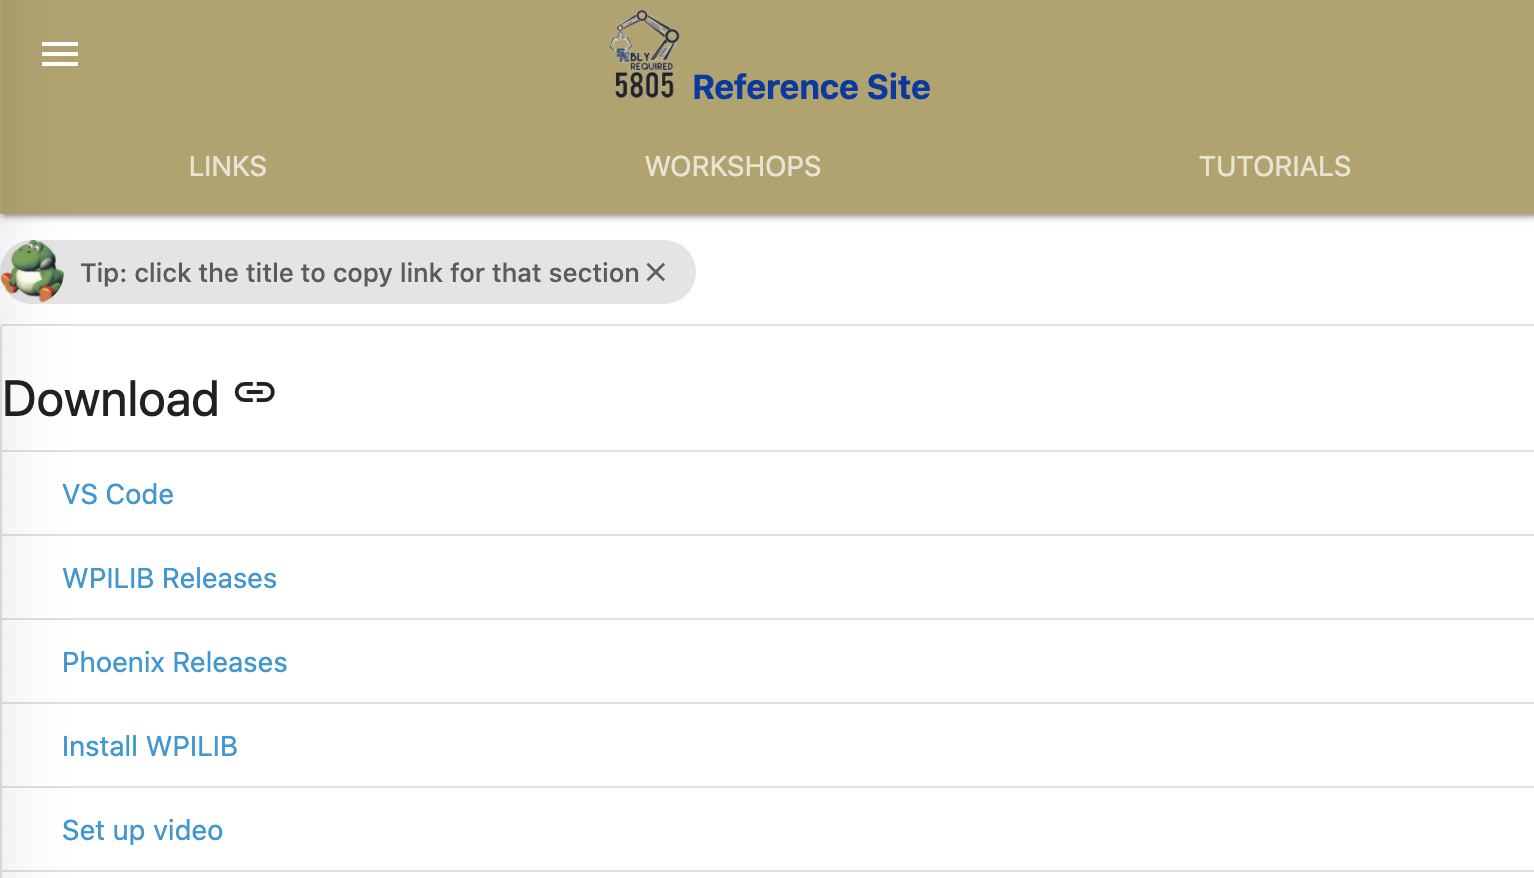 SMBLY
REQUIRED
5805 Reference Site
LINKS WORKSHOPS TUTORIALS
Tip: click the title to copy link for that section
Download
VS Code
WPILIB Releases
Phoenix Releases
Install WPILIB
Set up video